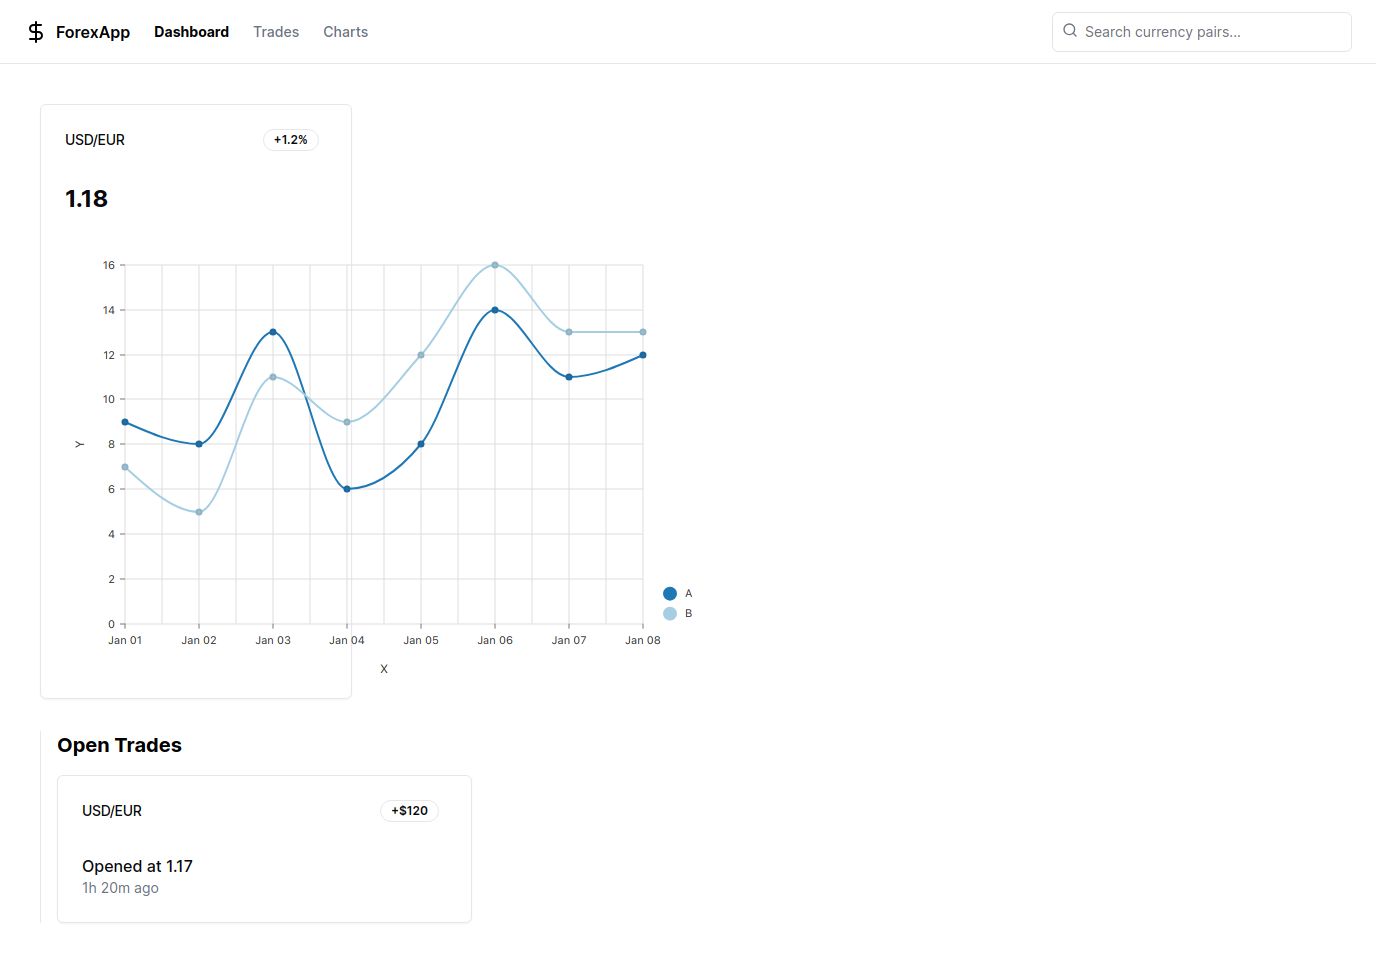 ForexApp Dashboard Trades Charts Search currency pairs...
USD/EUR +1.2%
1.18
16
14
12
10
8
6
4
2
0
Y
Jan 01 Jan 02 Jan 03 Jan 04 Jan 05 Jan 06 Jan 07 Jan 08
X
A
B
Open Trades
USD/EUR +$120
Opened at 1.17
1h 20m ago